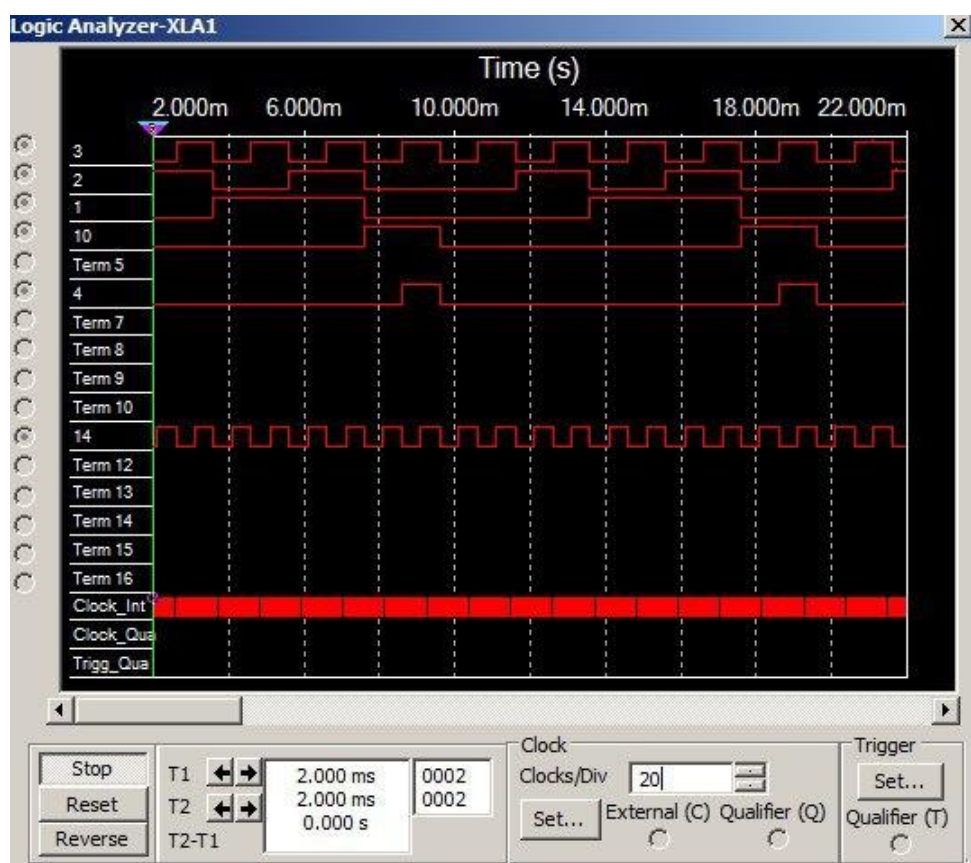 Logic Analyzer-XLA1
Time (s)
2.000m 6.000m 10.000m 14.000m 18.000m 22.000m
3
2
1
10
Term 5
4
Term 7
Term 8
Term 9
Term 10
14
Term 12
Term 13
Term 14
Term 15
Term 16
Clock_Int
Clock_Qua
Trigg_Qua
Stop
Reset
Reverse
T1
T2
T2-T1
2.000 ms
2.000 ms
0.000 s
0002
0002
Clock
Clocks/Div 20
Set... External (C) Qualifier (Q)
Trigger
Set...
Qualifier (T)